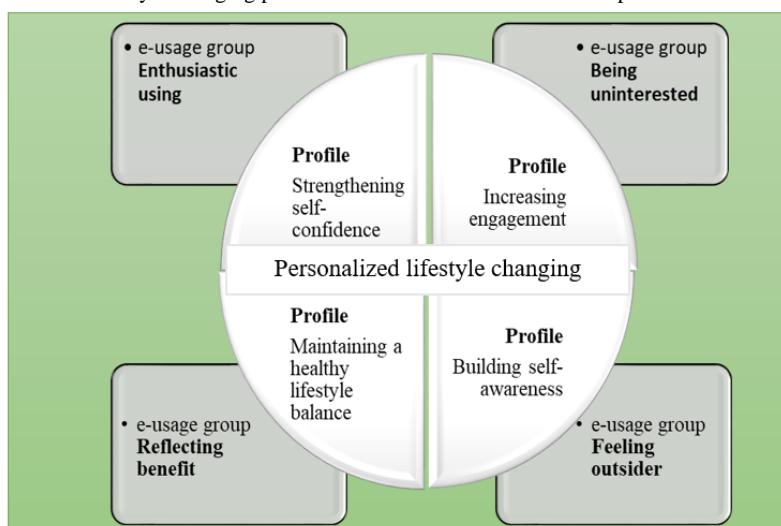 • e-usage group
Enthusiastic
using
• e-usage group
Being
uninterested
Profile
Strengthening
self-
confidence
Profile
Increasing
engagement
Personalized lifestyle changing
Profile
Maintaining a
healthy
lifestyle
balance
Profile
Building self-
awareness
• e-usage group
Reflecting
benefit
• e-usage group
Feeling
outsider